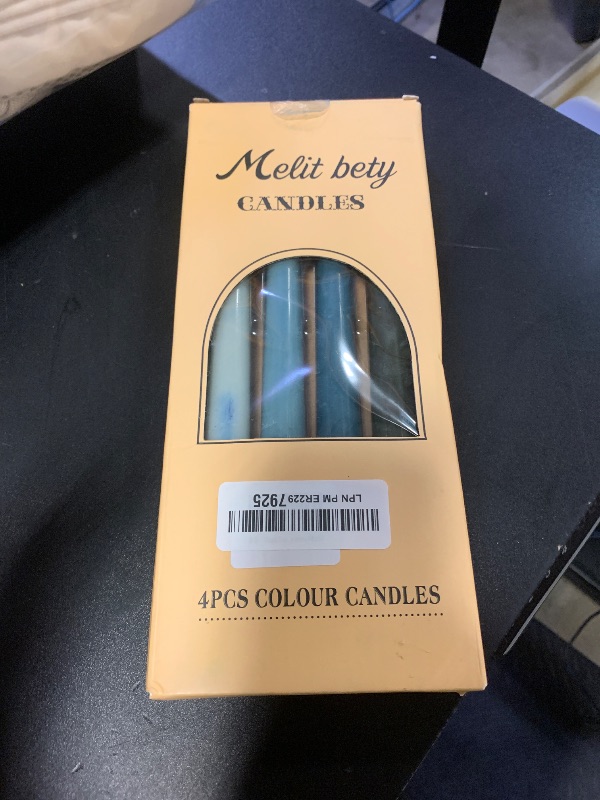 Melit bety
CANDLES
LPN PM ER2297925
4PCS COLOUR CANDLES